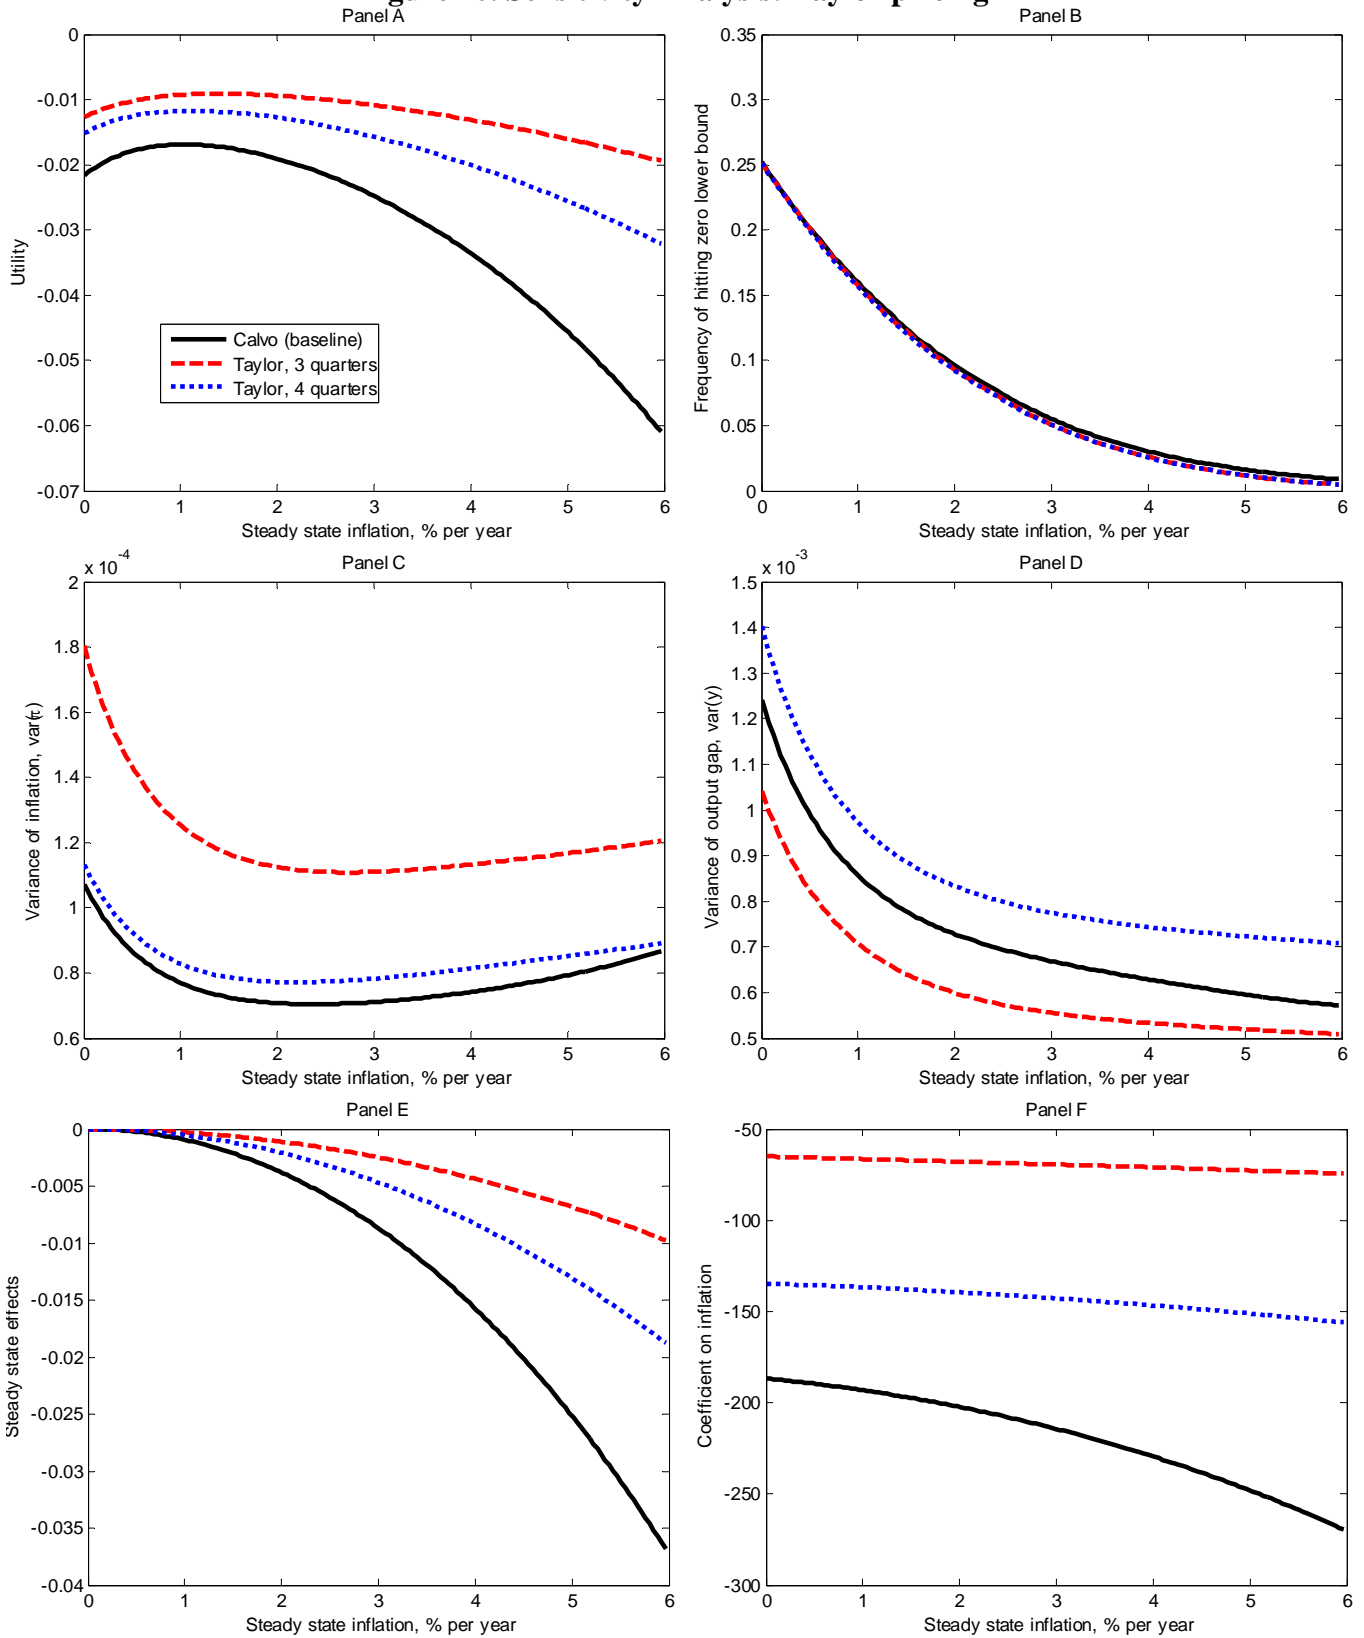 Panel A
Panel B
0
-0.01
-0.02
-0.03
-0.04
-0.05
-0.06
-0.07
Utility
Calvo (baseline)
Taylor, 3 quarters
Taylor, 4 quarters
0 1 2 3 4 5 6
Steady state inflation, % per year
0.35
0.3
0.25
0.2
0.15
0.1
0.05
0
Frequency of hitting zero lower bound
0 1 2 3 4 5 6
Steady state inflation, % per year
Panel C
x 10-4
2
1.8
1.6
1.4
1.2
1
0.8
0.6
Variance of inflation, var(π)
0 1 2 3 4 5 6
Steady state inflation, % per year
Panel D
x 10-3
1.5
1.4
1.3
1.2
1.1
1
0.9
0.8
0.7
0.6
0.5
Variance of output gap, var(y)
0 1 2 3 4 5 6
Steady state inflation, % per year
Panel E
0
-0.005
-0.01
-0.015
-0.02
-0.025
-0.03
-0.035
-0.04
Steady state effects
0 1 2 3 4 5 6
Steady state inflation, % per year
Panel F
-50
-100
-150
-200
-250
-300
Coefficient on inflation
0 1 2 3 4 5 6
Steady state inflation, % per year